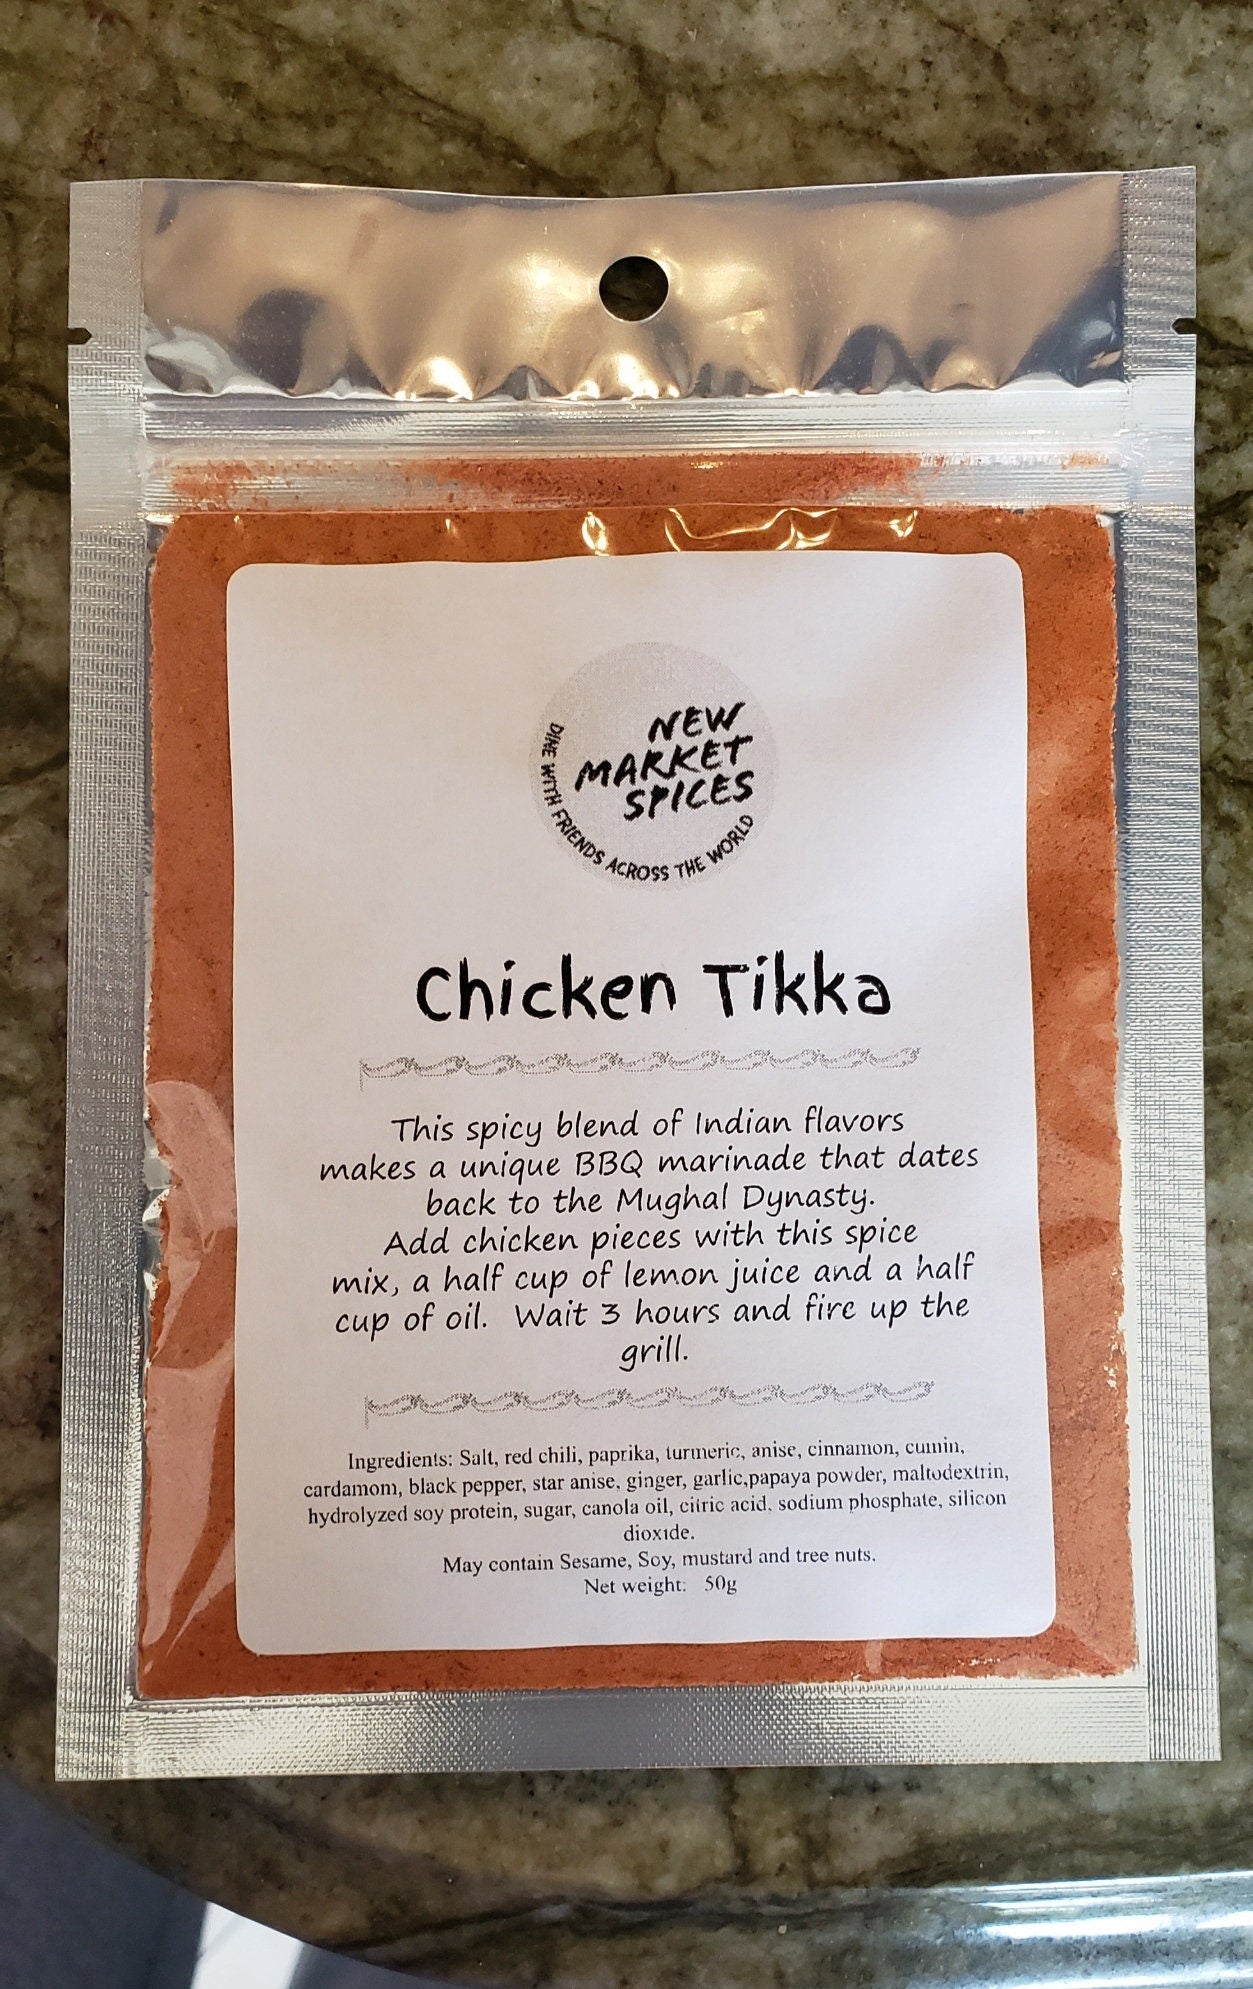 NEW
MARKET
SPICES
DINE WITH FRIENDS ACROSS THE WORLD
Chicken Tikka
This spicy blend of Indian flavors
makes a unique BBQ marinade that dates
back to the Mughal Dynasty.
Add chicken pieces with this spice
mix, a half cup of lemon juice and a half
cup of oil.  Wait 3 hours and fire up the
grill.
Ingredients: Salt, red chili, paprika, turmeric, anise, cinnamon, cumin,
cardamom, black pepper, star anise, ginger, garlic,papaya powder, maltodextrin,
hydrolyzed soy protein, sugar, canola oil, citric acid, sodium phosphate, silicon
dioxide.
May contain Sesame, Soy, mustard and tree nuts.
Net weight:   50g